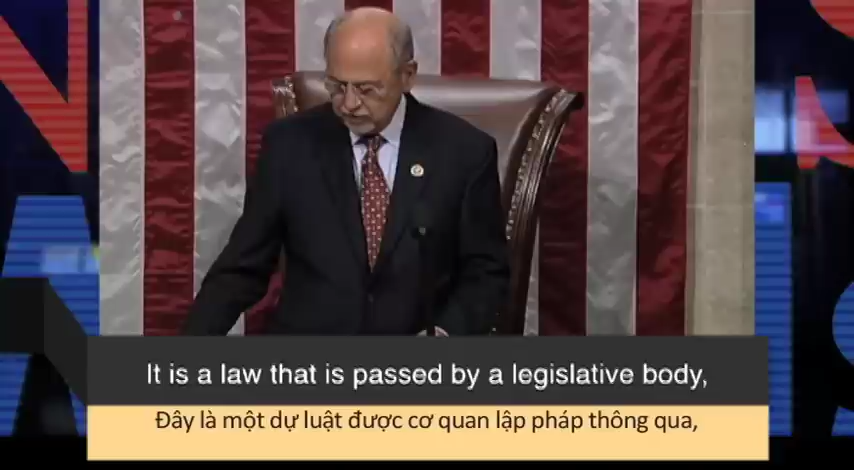 It is a law that is passed by a legislative body,
Đây là một dự luật được cơ quan lập pháp thông qua,